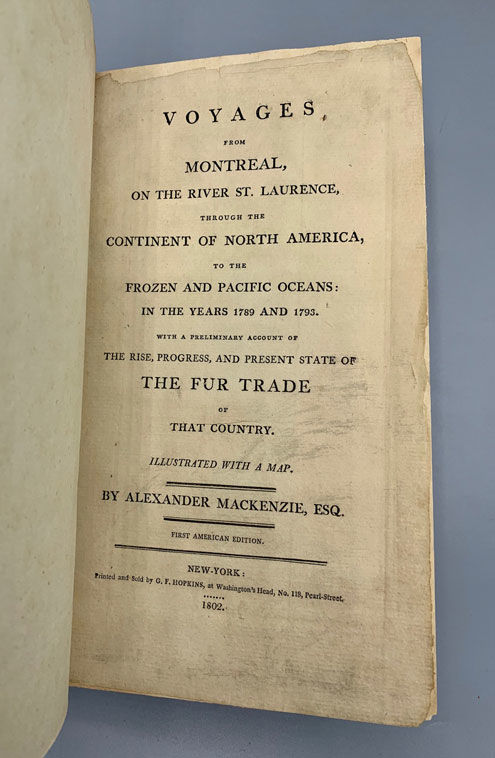 VOYAGES
FROM
MONTREAL,
ON THE RIVER ST. LAURENCE,
THROUGH THE
CONTINENT OF NORTH AMERICA,
TO THE
FROZEN AND PACIFIC OCEANS:
IN THE YEARS 1789 AND 1793.
WITH A PRELIMINARY ACCOUNT OF
THE RISE, PROGRESS, AND PRESENT STATE OF
THE FUR TRADE
OF
THAT COUNTRY.
ILLUSTRATED WITH A MAP.
BY ALEXANDER MACKENZIE, ESQ.
FIRST AMERICAN EDITION.
NEW-YORK:
Printed and Sold by G. F. HOPKINS, at Washington's Head, No. 118, Pearl-Street.
1802.